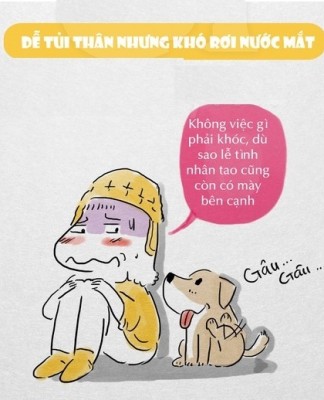 DỄ TỦI THÂN NHƯNG KHÓ RƠI NƯỚC MẮT
Không việc gì
phải khóc, dù
sao lễ tình
nhân tao cũng
còn có mày
bên cạnh
Gâu...
Gâu...